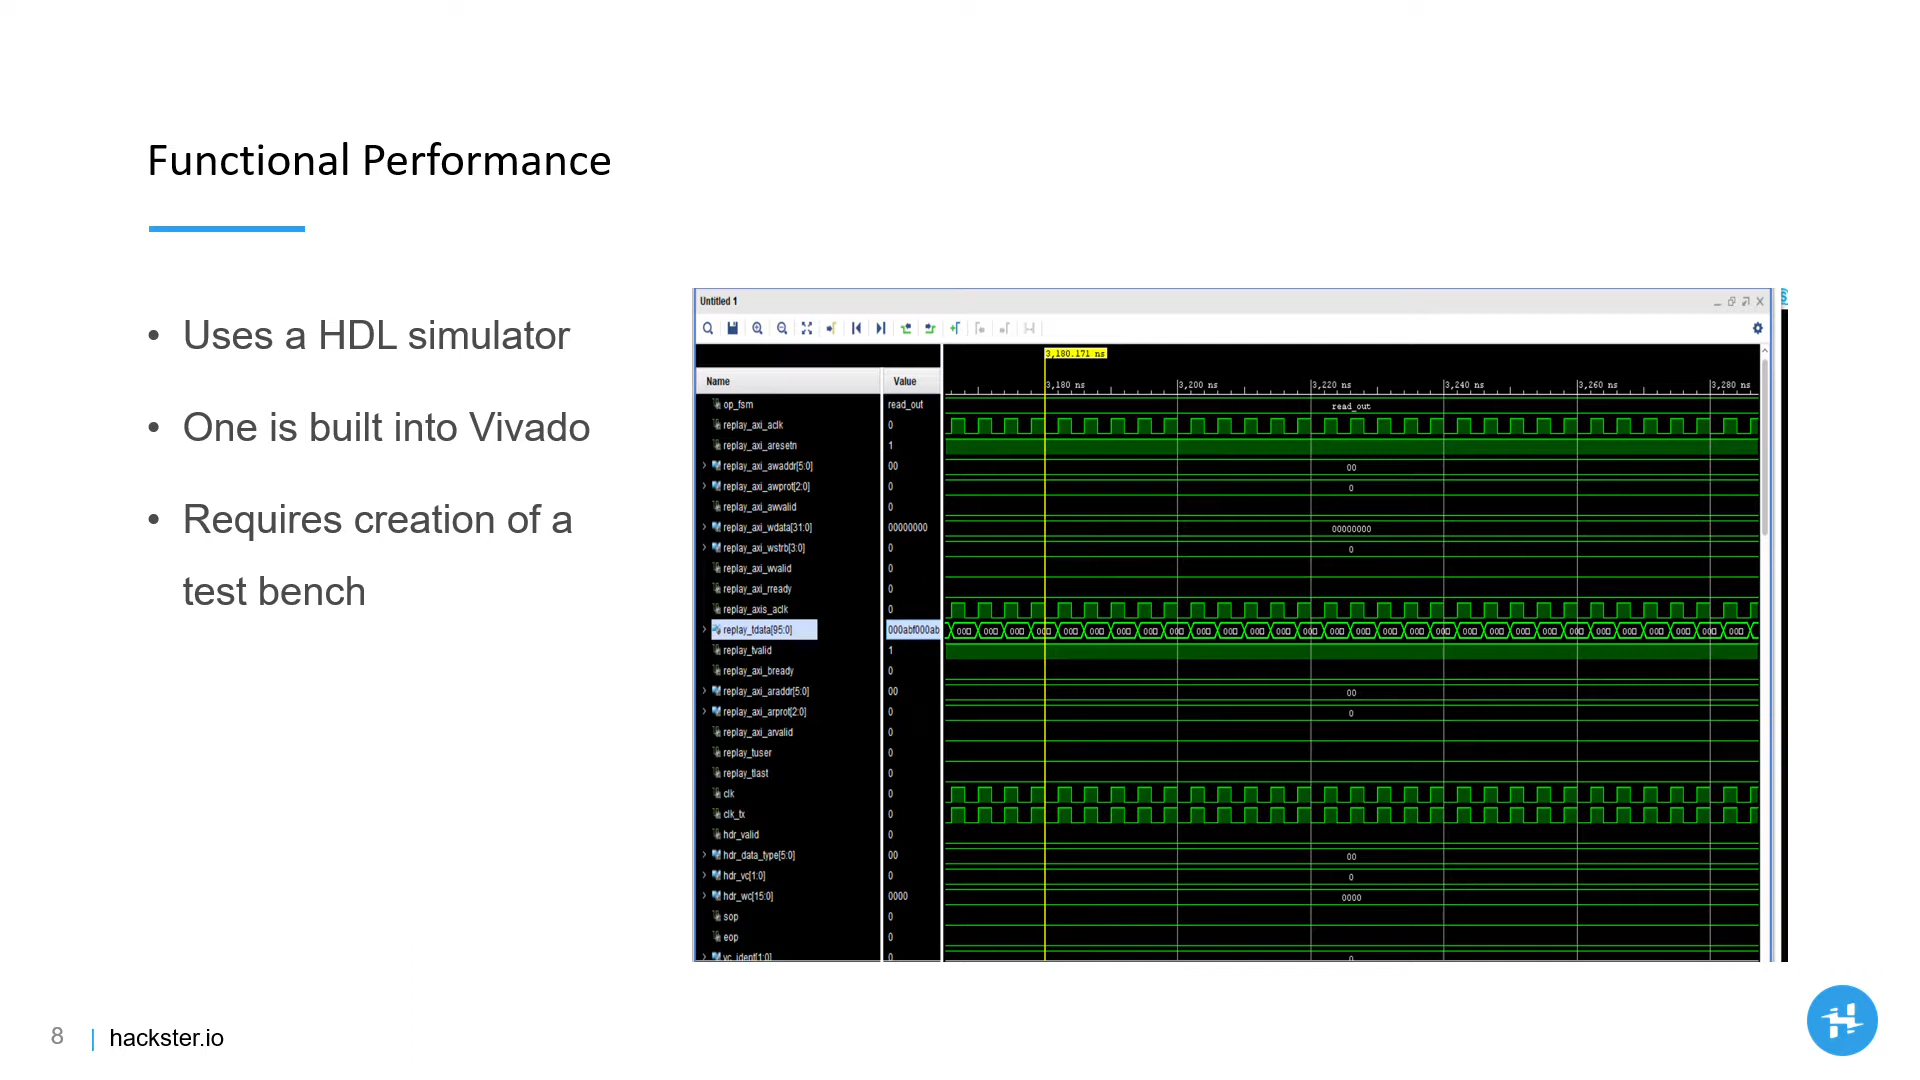 Functional Performance
• Uses a HDL simulator
• One is built into Vivado
• Requires creation of a
test bench
Untitled 1
3,180.171 ns
Name Value
3,180 ns 3,200 ns 3,220 ns 3,240 ns 3,260 ns 3,280 ns
op_fsm read_out read_out
replay_axi_aclk 0
replay_axi_aresetn 1
replay_axi_awaddr[5:0] 00 00
replay_axi_awprot[2:0] 0 0
replay_axi_awvalid 0
replay_axi_wdata[31:0] 00000000 00000000
replay_axi_wstrb[3:0] 0 0
replay_axi_wvalid 0
replay_axi_rready 0
replay_axis_aclk 0
replay_tdata[95:0] 000abf000ab
replay_tvalid 1
replay_axi_bready 0
replay_axi_araddr[5:0] 00 00
replay_axi_arprot[2:0] 0 0
replay_axi_arvalid 0
replay_tuser 0
replay_tlast 0
clk 0
clk_tx 0
hdr_valid 0
hdr_data_type[5:0] 00 00
hdr_vc[1:0] 0 0
hdr_wc[15:0] 0000 0000
sop 0
eop 0
vc_ident[1:0] 0 0
8 | hackster.io